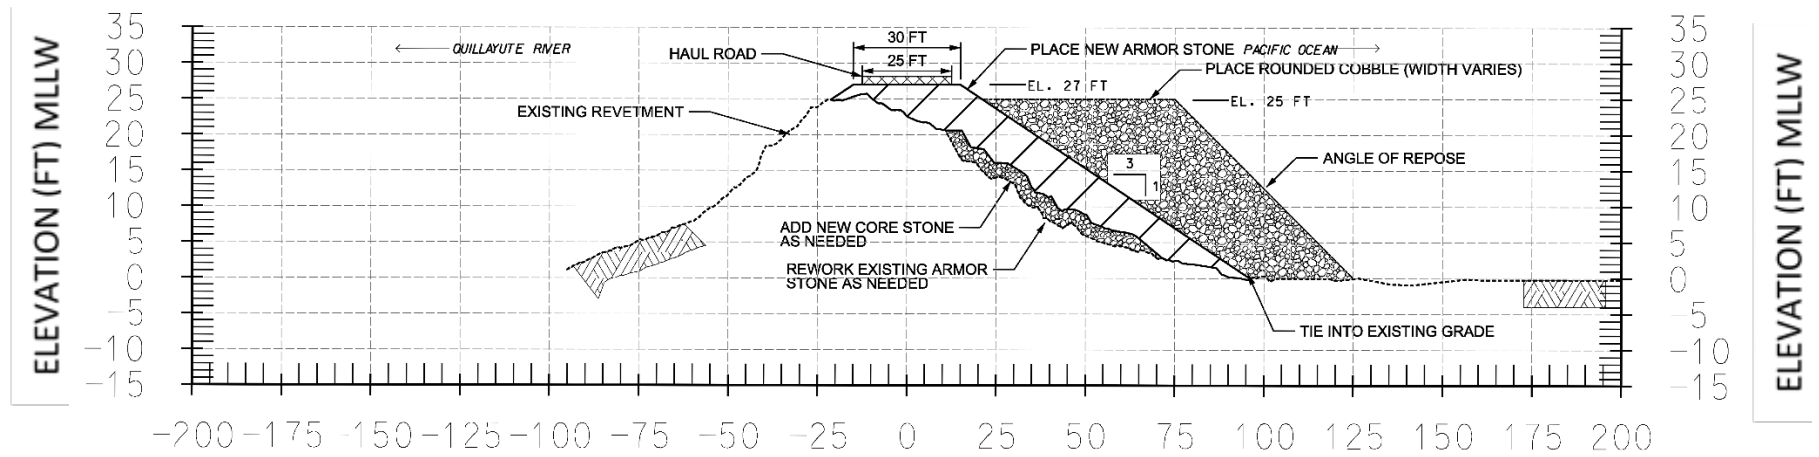 ELEVATION (FT) MLLW
35
30
25
20
15
10
5
0
-5
-10
-15
QUILLAYUTE RIVER
HAUL ROAD
30 FT
25 FT
PLACE NEW ARMOR STONE
PACIFIC OCEAN
PLACE ROUNDED COBBLE (WIDTH VARIES)
EL. 27 FT
EL. 25 FT
EXISTING REVETMENT
ANGLE OF REPOSE
3
1
ADD NEW CORE STONE
AS NEEDED
REWORK EXISTING ARMOR
STONE AS NEEDED
TIE INTO EXISTING GRADE
35
30
25
20
15
10
5
0
-5
-10
-15
ELEVATION (FT) MLLW
-200 -175 -150 -125 -100 -75 -50 -25 0 25 50 75 100 125 150 175 200